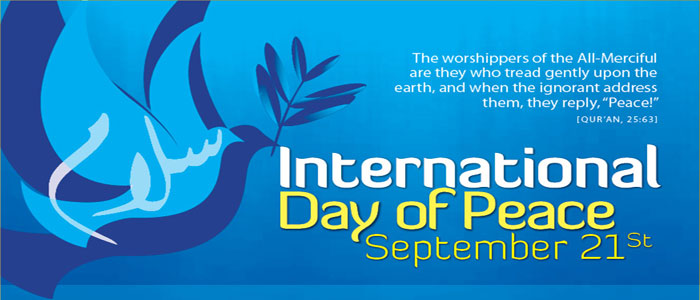 The worshippers of the All-Merciful
are they who tread gently upon the
earth, and when the ignorant address
them, they reply, “Peace!”
[QUR’AN, 25:63]
سلام
International
Day of Peace
September 21St